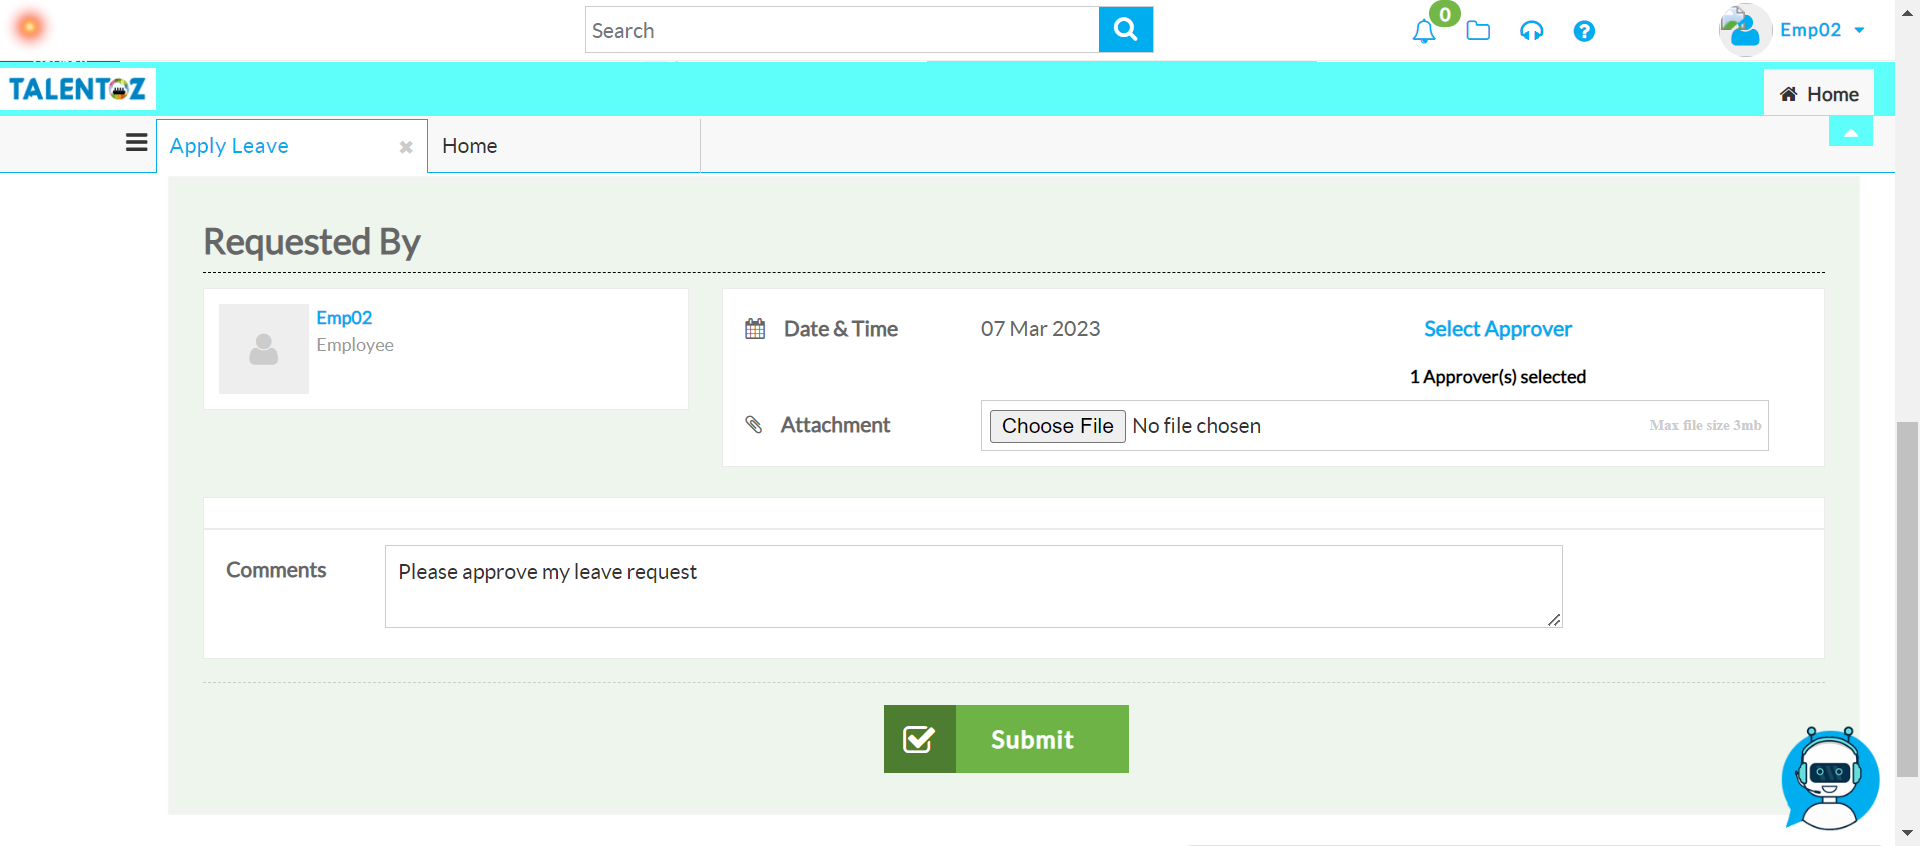 Search
0
Emp02
TALENTOZ
Home
Apply Leave
Home
Requested By
Emp02
Employee
Date & Time
07 Mar 2023
Select Approver
1 Approver(s) selected
Attachment
Choose File No file chosen
Max file size 3mb
Comments
Please approve my leave request
Submit